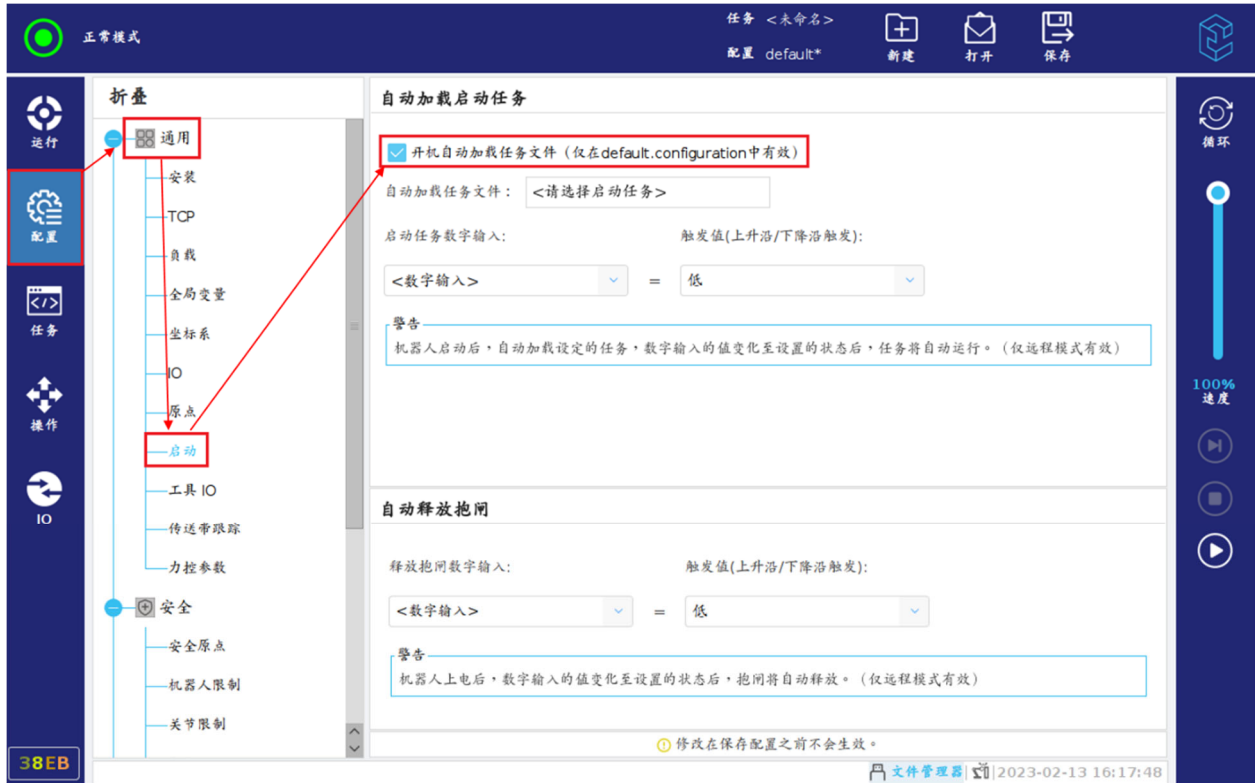 正常模式
任务 <未命名>
配置 default*
新建
打开
保存
运行
配置
任务
操作
IO
38EB
折叠
通用
安装
TCP
负载
全局变量
坐标系
IO
原点
启动
工具 IO
传送带跟踪
力控参数
安全
安全原点
机器人限制
关节限制
自动加载启动任务
开机自动加载任务文件（仅在default.configuration中有效）
自动加载任务文件： <请选择启动任务>
启动任务数字输入: 触发值(上升沿/下降沿触发):
<数字输入> = 低
警告
机器人启动后，自动加载设定的任务，数字输入的值变化至设置的状态后，任务将自动运行。（仅远程模式有效）
自动释放抱闸
释放抱闸数字输入: 触发值(上升沿/下降沿触发):
<数字输入> = 低
警告
机器人上电后，数字输入的值变化至设置的状态后，抱闸将自动释放。（仅远程模式有效）
修改在保存配置之前不会生效。
文件管理器 2023-02-13 16:17:48
循环
100%
速度